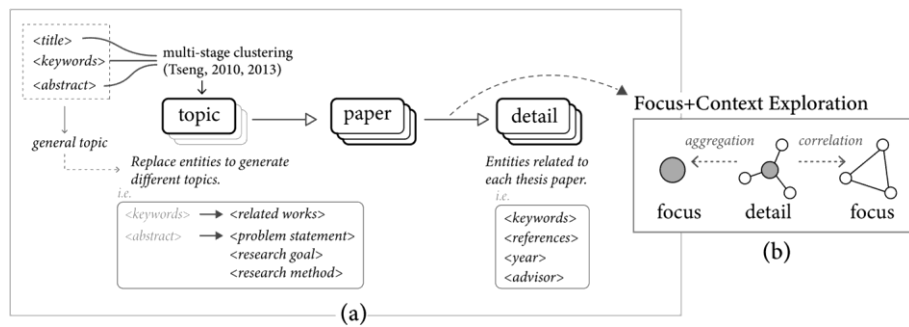 <title>
<keywords>
<abstract>
multi-stage clustering
(Tseng, 2010, 2013)
general topic
topic
paper
detail
Replace entities to generate
different topics.
i.e.
<keywords>
<related works>
<abstract>
<problem statement>
<research goal>
<research method>
Entities related to
each thesis paper.
i.e.
<keywords>
<references>
<year>
<advisor>
(a)
Focus+Context Exploration
aggregation
correlation
focus
detail
focus
(b)